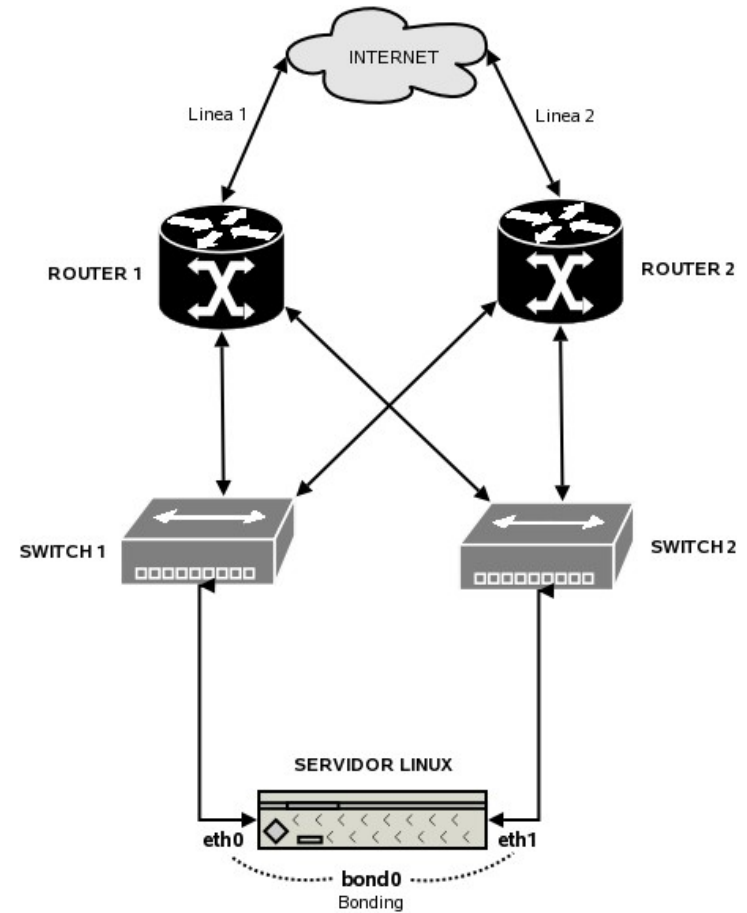 INTERNET
Linea 1
Linea 2
ROUTER 1
ROUTER 2
SWITCH 1
SWITCH 2
SERVIDOR LINUX
eth0
eth1
bond0
Bonding